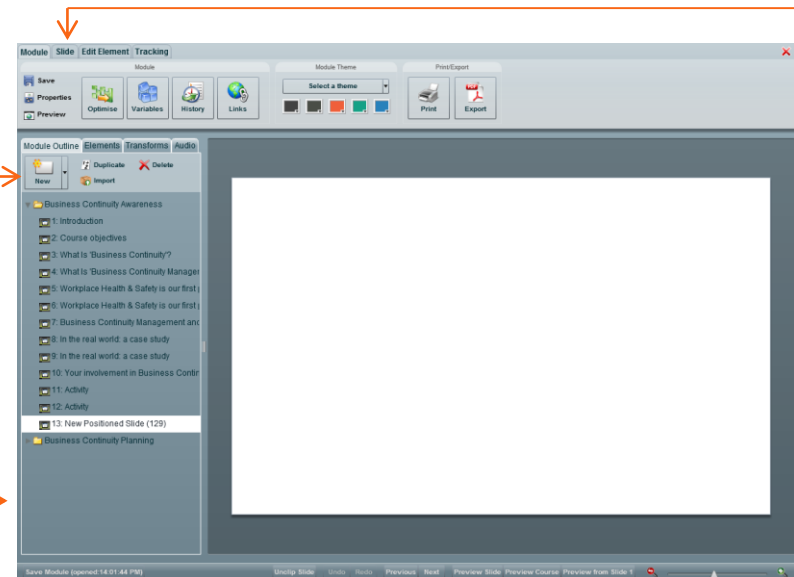 Module Slide Edit Element Tracking
Module Module Theme Print/Export
Save
Properties
Preview
Optimise Variables History Links
Select a theme
Print Export
Module Outline Elements Transforms Audio
New
Duplicate Delete
Import
Business Continuity Awareness
1: Introduction
2: Course objectives
3: What Is 'Business Continuity'?
4: What Is 'Business Continuity Manage
5: Workplace Health & Safety is our first
6: Workplace Health & Safety is our first
7: Business Continuity Management and
8: In the real world: a case study
9: In the real world: a case study
10: Your involvement in Business Contin
11: Activity
12: Activity
13: New Positioned Slide (129)
Business Continuity Planning
Save Module (opened:14:01:44 PM) Unclip Slide Undo Redo Previous Next Preview Slide Preview Course Preview from Slide 1